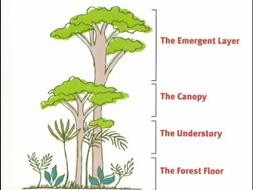 The Emergent Layer
The Canopy
The Understory
The Forest Floor